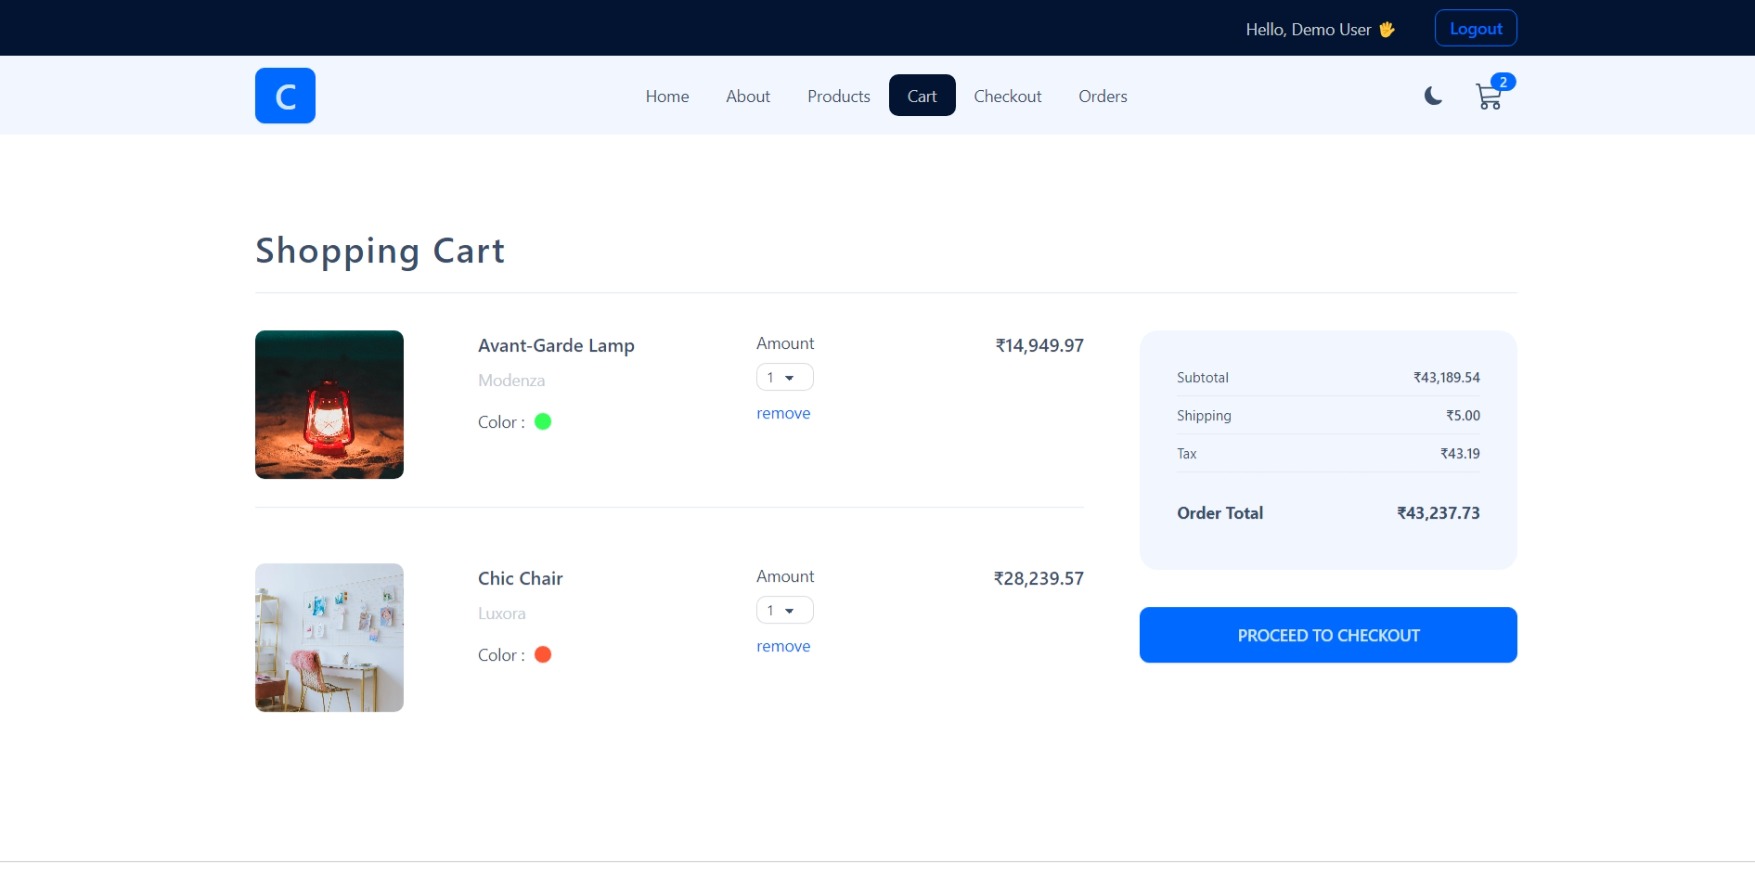 Hello, Demo User 🖐
Logout
C
Home About Products Cart Checkout Orders
2
Shopping Cart
Avant-Garde Lamp
Modenza
Color :
Amount
1
remove
₹14,949.97
Chic Chair
Luxora
Color :
Amount
1
remove
₹28,239.57
Subtotal ₹43,189.54
Shipping ₹5.00
Tax ₹43.19
Order Total ₹43,237.73
PROCEED TO CHECKOUT